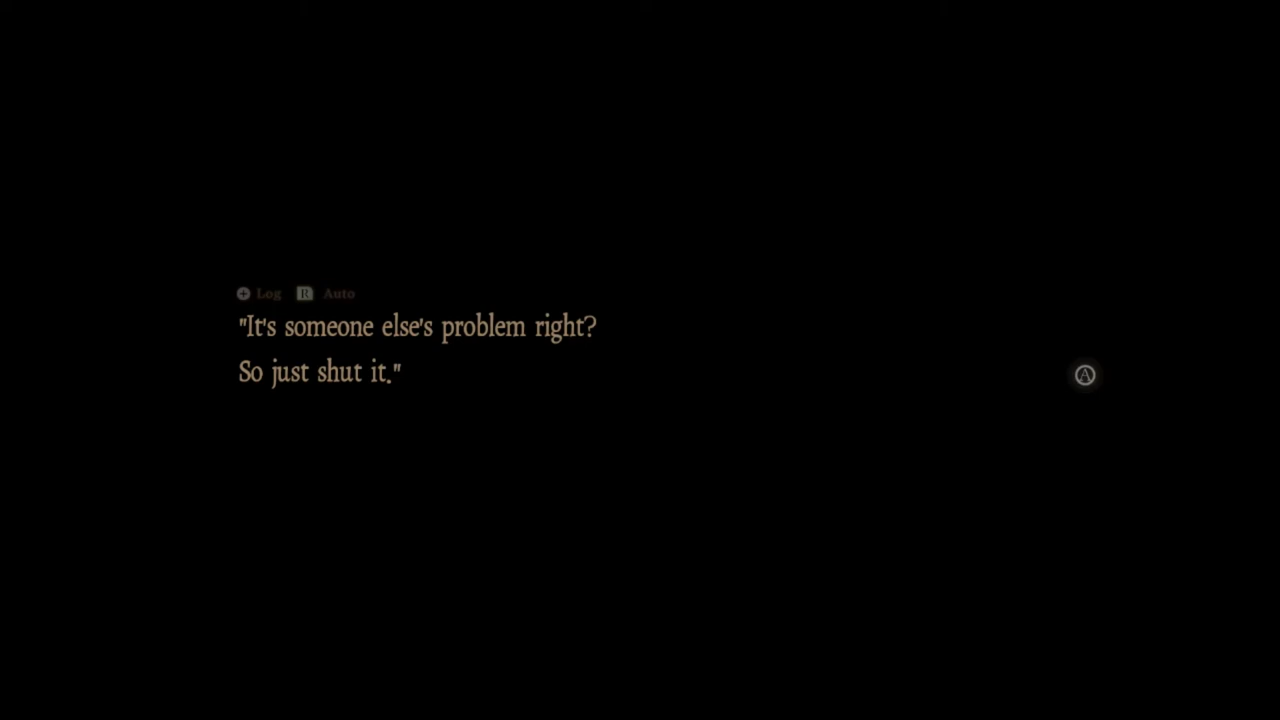 + Log R Auto
"It's someone else's problem right?
So just shut it."
A